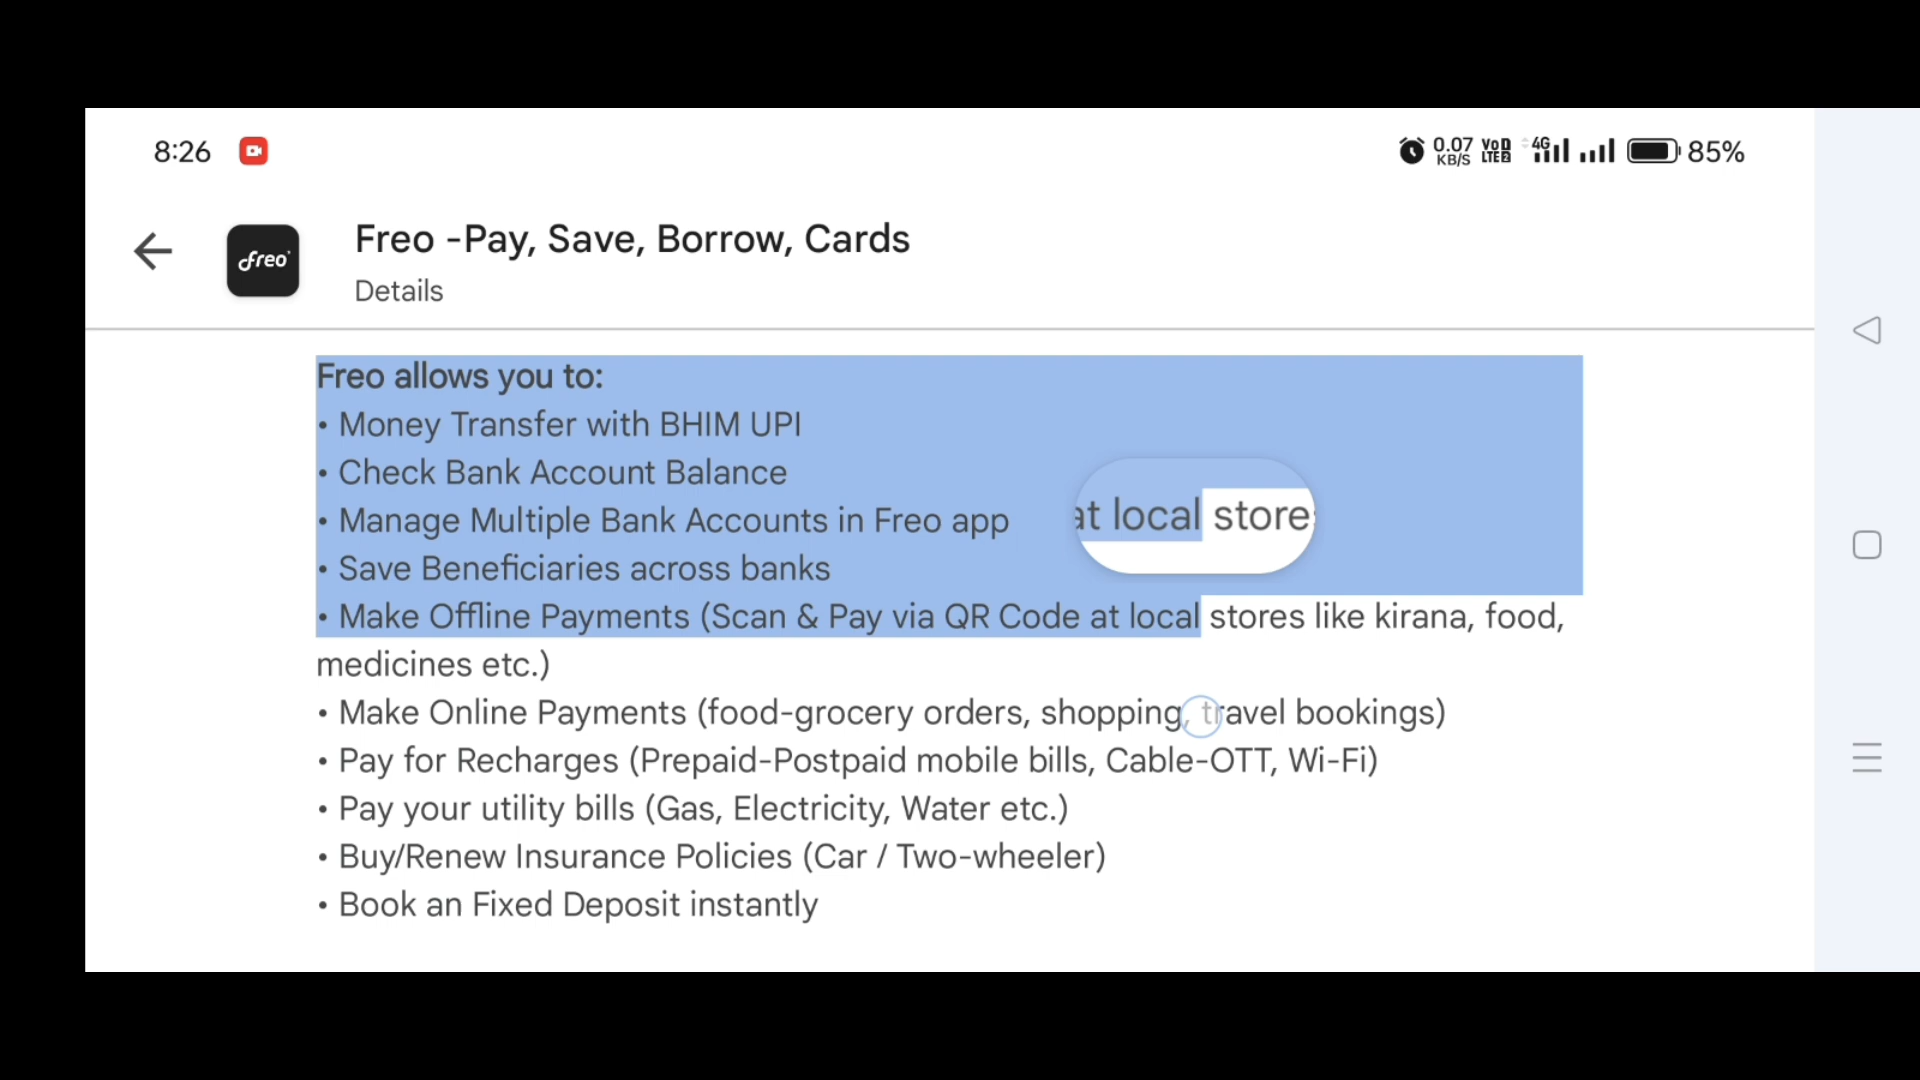 8:26
0.07 KB/S VoD LTE2 4G 85%
Freo -Pay, Save, Borrow, Cards
freo
Details
Freo allows you to:
• Money Transfer with BHIM UPI
• Check Bank Account Balance
at local store
• Manage Multiple Bank Accounts in Freo app
• Save Beneficiaries across banks
• Make Offline Payments (Scan & Pay via QR Code at local stores like kirana, food,
medicines etc.)
• Make Online Payments (food-grocery orders, shopping, travel bookings)
• Pay for Recharges (Prepaid-Postpaid mobile bills, Cable-OTT, Wi-Fi)
• Pay your utility bills (Gas, Electricity, Water etc.)
• Buy/Renew Insurance Policies (Car / Two-wheeler)
• Book an Fixed Deposit instantly